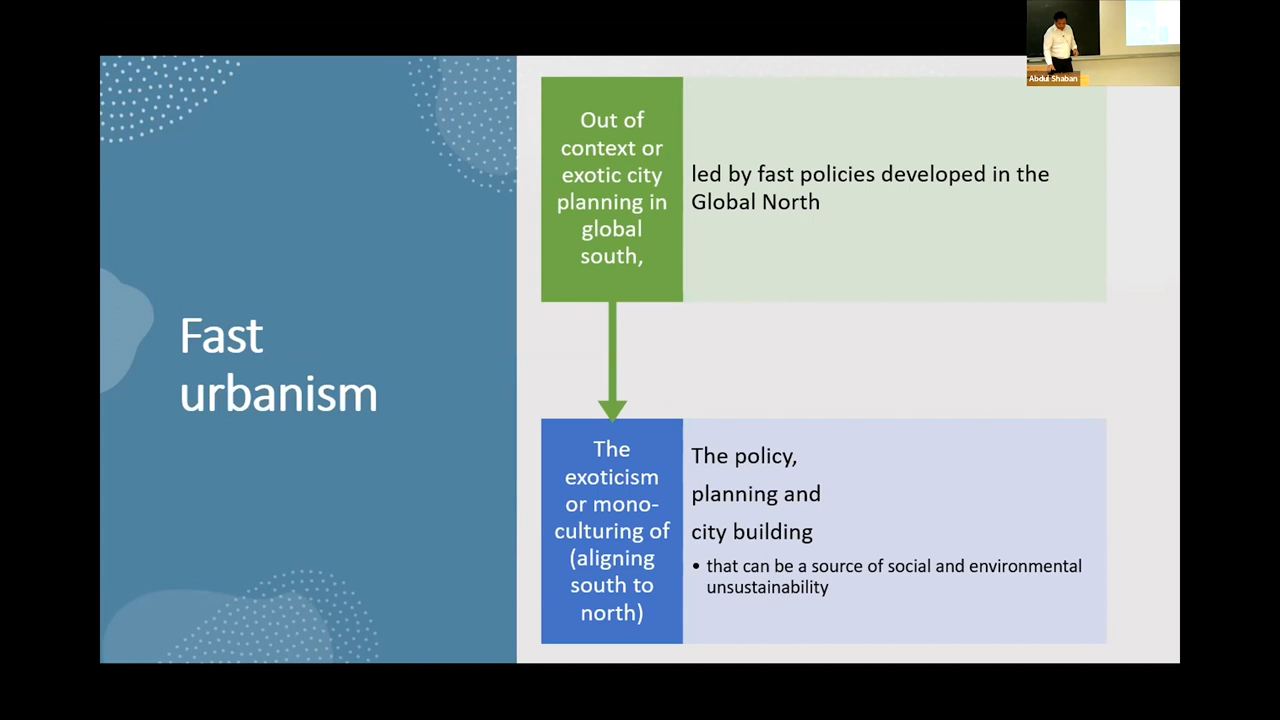 Fast
urbanism
Out of
context or
exotic city
planning in
global
south,
led by fast policies developed in the
Global North
The
exoticism
or mono-
culturing of
(aligning
south to
north)
The policy,
planning and
city building
• that can be a source of social and environmental
unsustainability
Abdul Shaban